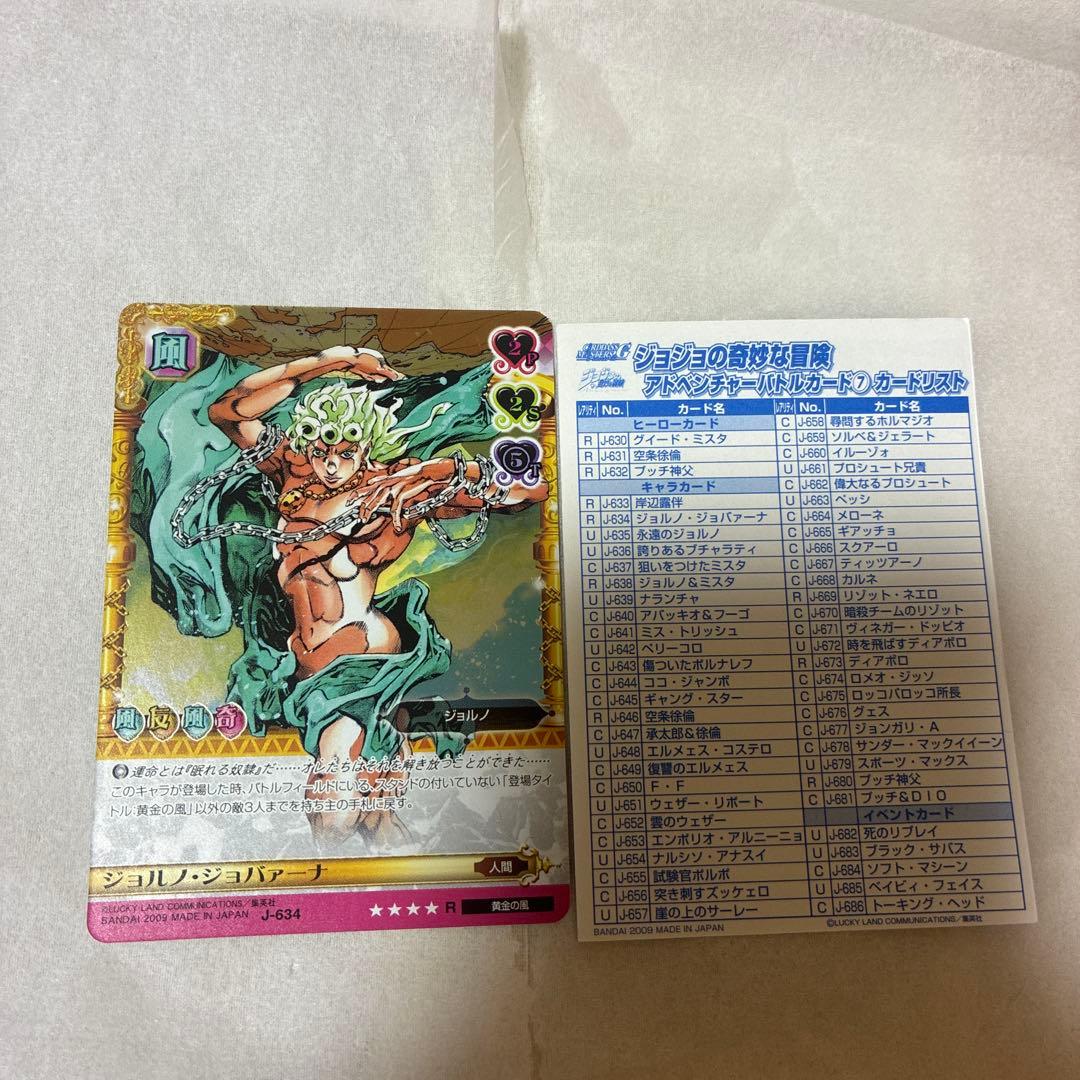 風
2P
2S
5T
風 反 風 奇
ジョルノ
運命とは『眠れる奴隷』だ……オレたちはそれを解き放つことができた……
このキャラが登場した時、バトルフィールドにいる、スタンドの付いていない「登場タイ
トル:黄金の風」以外の敵3人までを持ち主の手札に戻す。
ジョルノ・ジョバァーナ
人間
©LUCKY LAND COMMUNICATIONS/集英社
BANDAI 2009 MADE IN JAPAN J-634
★★★★ R 黄金の風
ジョジョの奇妙な冒険
アドベンチャーバトルカード⑦ カードリスト
レアリティ No. カード名
ヒーローカード
R J-630 グイード・ミスタ
R J-631 空条徐倫
R J-632 プッチ神父
キャラカード
R J-633 岸辺露伴
R J-634 ジョルノ・ジョバァーナ
U J-635 永遠のジョルノ
U J-636 誇りあるブチャラティ
C J-637 狙いをつけたミスタ
R J-638 ジョルノ&ミスタ
U J-639 ナランチャ
C J-640 アバッキオ&フーゴ
C J-641 ミス・トリッシュ
U J-642 ペリーコロ
C J-643 傷ついたポルナレフ
C J-644 ココ・ジャンボ
C J-645 ギャング・スター
R J-646 空条徐倫
C J-647 承太郎&徐倫
U J-648 エルメェス・コステロ
C J-649 復讐のエルメェス
C J-650 F・F
U J-651 ウェザー・リポート
C J-652 雲のウェザー
C J-653 エンポリオ・アルニーニョ
U J-654 ナルシソ・アナスイ
C J-655 試験官ポルポ
C J-656 突き刺すズッケェロ
U J-657 崖の上のサーレー
レアリティ No. カード名
C J-658 尋問するホルマジオ
C J-659 ソルベ&ジェラート
C J-660 イルーゾォ
U J-661 プロシュート兄貴
C J-662 偉大なるプロシュート
U J-663 ペッシ
C J-664 メローネ
C J-665 ギアッチョ
C J-666 スクアーロ
C J-667 ティッツアーノ
C J-668 カルネ
R J-669 リゾット・ネエロ
C J-670 暗殺チームのリゾット
C J-671 ヴィネガー・ドッピオ
U J-672 時を飛ばすディアボロ
R J-673 ディアボロ
C J-674 ロメオ・ジッソ
C J-675 ロッコバロッコ所長
C J-676 グェス
C J-677 ジョンガリ・A
C J-678 サンダー・マックイイーン
U J-679 スポーツ・マックス
R J-680 プッチ神父
C J-681 プッチ&DIO
イベントカード
U J-682 死のリプレイ
U J-683 ブラック・サバス
C J-684 ソフト・マシーン
U J-685 ベイビィ・フェイス
C J-686 トーキング・ヘッド
BANDAI 2009 MADE IN JAPAN
©LUCKY LAND COMMUNICATIONS/集英社